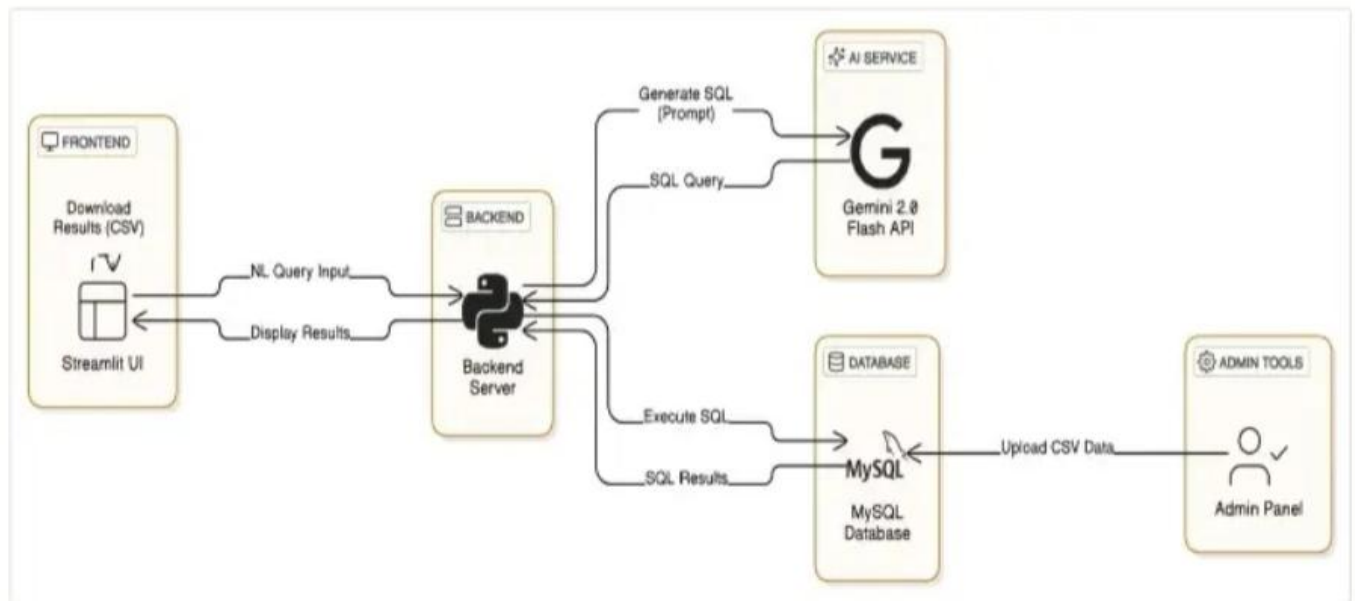 FRONTEND
Download
Results (CSV)
Streamlit UI
NL Query Input
Display Results
BACKEND
Backend
Server
Generate SQL
(Prompt)
SQL Query
AI SERVICE
G
Gemini 2.0
Flash API
Execute SQL
SQL Results
DATABASE
MySQL
MySQL
Database
Upload CSV Data
ADMIN TOOLS
Admin Panel